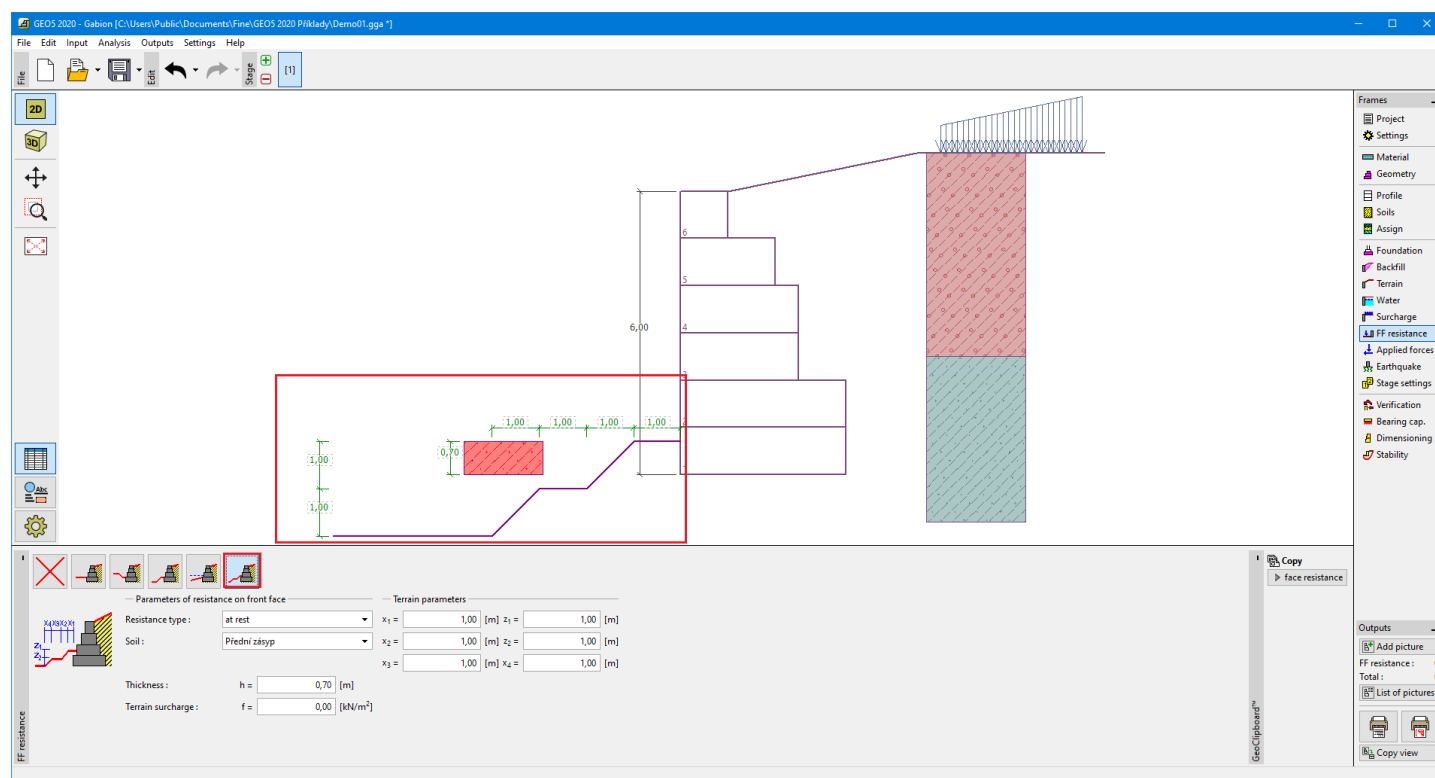 GEO5 2020 - Gabion [C:\Users\Public\Documents\Fine\GEO5 2020 Příklady\Demo01.gga *]
File Edit Input Analysis Outputs Settings Help
File
Edit
Stage
[1]
2D
3D
Abc
6
5
4
3
6,00
1,00 1,00 1,00 1,00
0,70
1,00
1,00
Frames
Project
Settings
Material
Geometry
Profile
Soils
Assign
Foundation
Backfill
Terrain
Water
Surcharge
FF resistance
Applied forces
Earthquake
Stage settings
Verification
Bearing cap.
Dimensioning
Stability
Parameters of resistance on front face
Resistance type : at rest
Soil : Přední zásyp
Thickness : h = 0,70 [m]
Terrain surcharge : f = 0,00 [kN/m²]
Terrain parameters
x₁ = 1,00 [m] z₁ = 1,00 [m]
x₂ = 1,00 [m] z₂ = 1,00 [m]
x₃ = 1,00 [m] x₄ = 1,00 [m]
X4X3X2X1
Z1
Z2
FF resistance
GeoClipboard™
Copy
face resistance
Outputs
Add picture
FF resistance :
Total :
List of pictures
Copy view